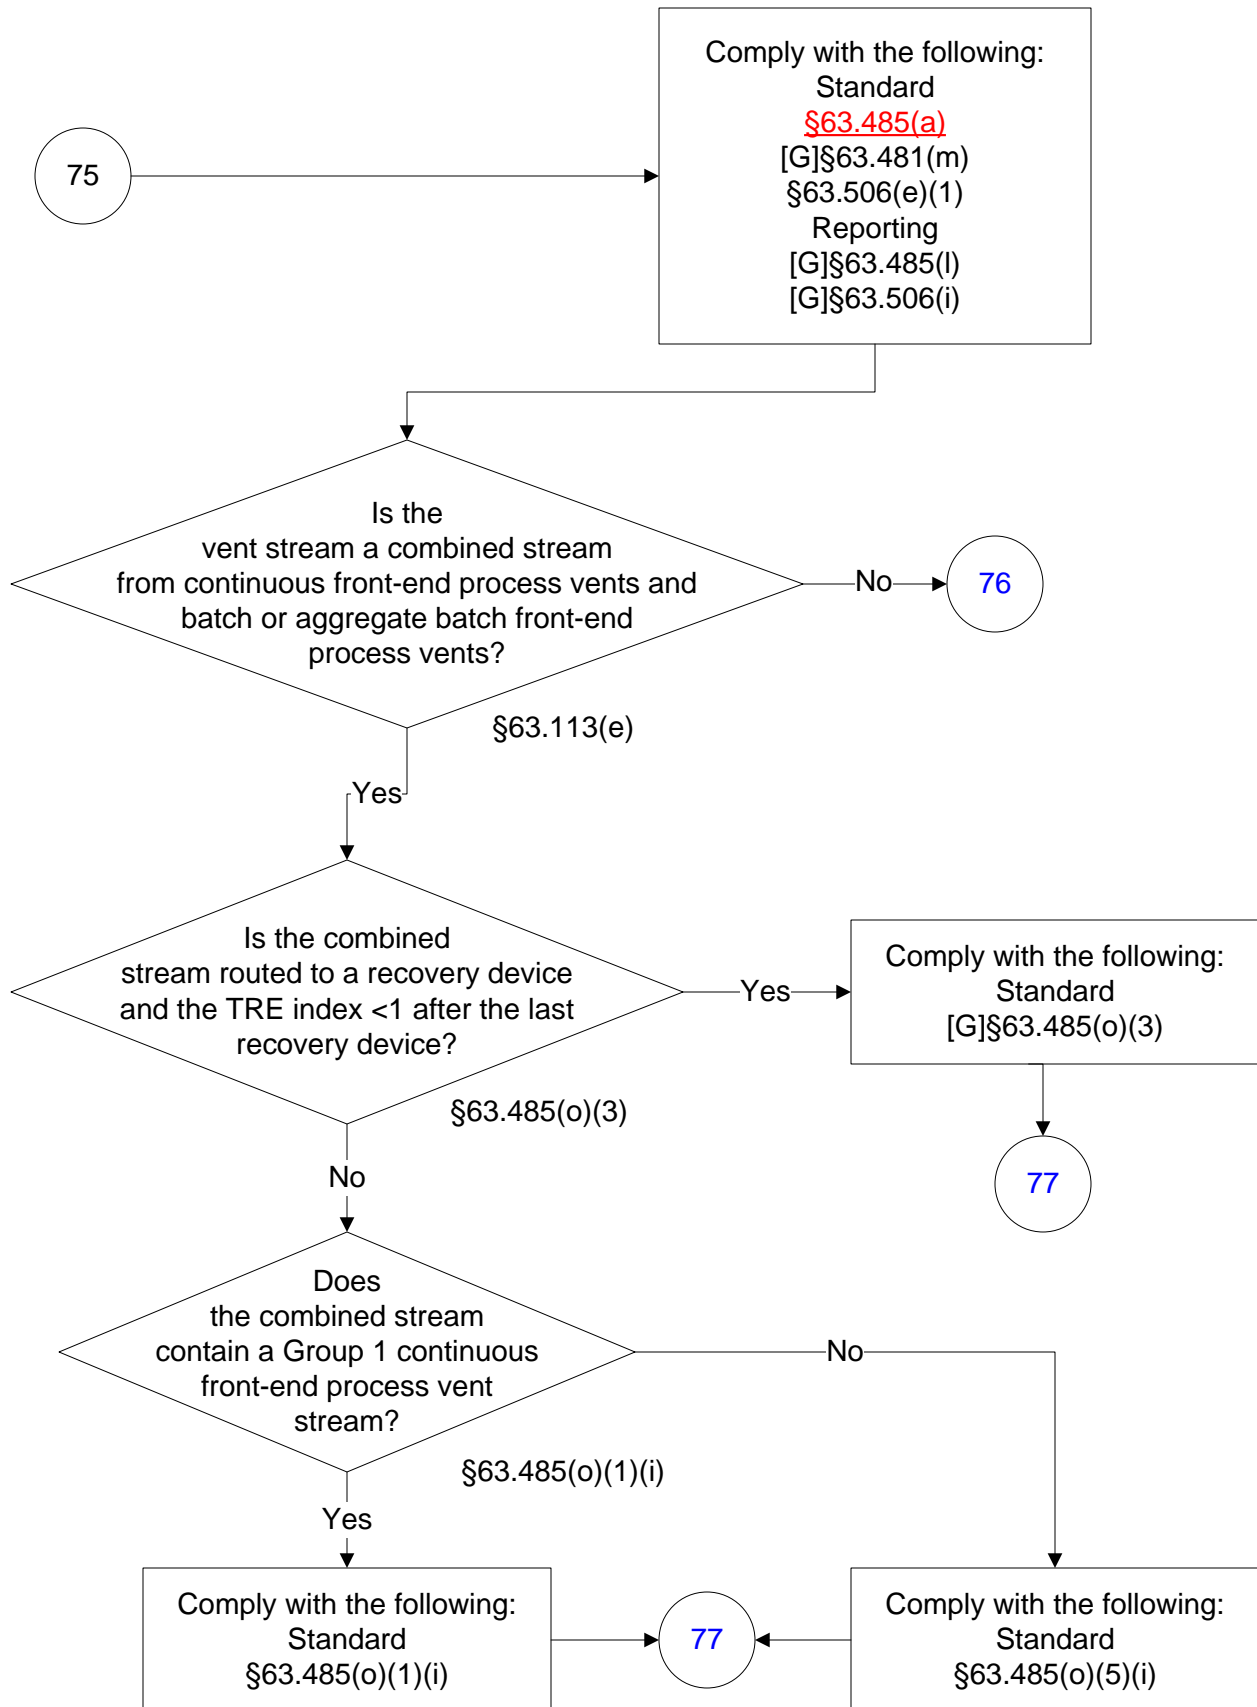 Comply with the following:
Standard
§63.485(a)
[G]§63.481(m)
§63.506(e)(1)
Reporting
[G]§63.485(l)
[G]§63.506(i)
75
Is the
vent stream a combined stream
from continuous front-end process vents and
batch or aggregate batch front-end
process vents?
No
76
§63.113(e)
Yes
Is the combined
stream routed to a recovery device
and the TRE index <1 after the last
recovery device?
Yes
Comply with the following:
Standard
[G]§63.485(o)(3)
§63.485(o)(3)
77
No
Does
the combined stream
contain a Group 1 continuous
front-end process vent
stream?
No
§63.485(o)(1)(i)
Yes
Comply with the following:
Standard
§63.485(o)(1)(i)
77
Comply with the following:
Standard
§63.485(o)(5)(i)